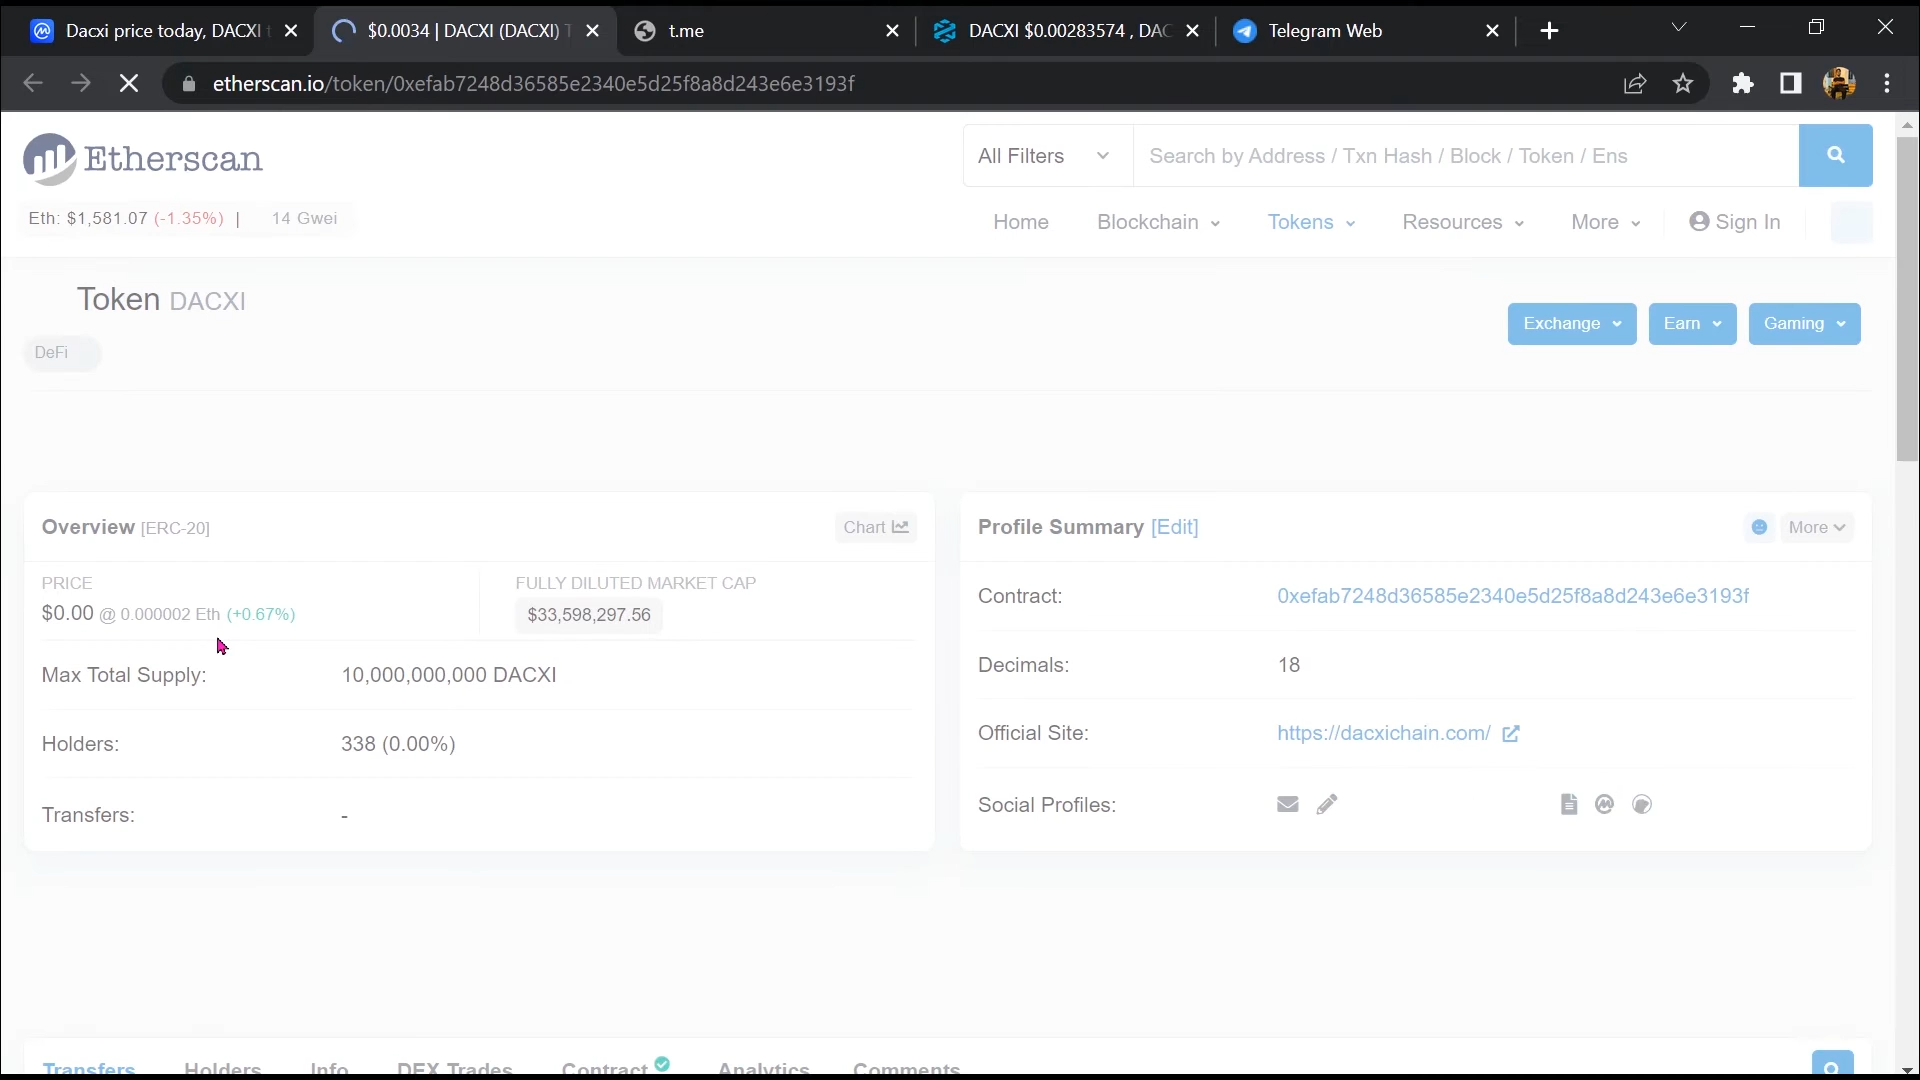 Dacxi price today, DACXI t
$0.0034 | DACXI (DACXI) T
t.me
DACXI $0.00283574 , DAC
Telegram Web
etherscan.io/token/0xefab7248d36585e2340e5d25f8a8d243e6e3193f
Etherscan
All Filters
Search by Address / Txn Hash / Block / Token / Ens
Eth: $1,581.07 (-1.35%) | 14 Gwei
Home Blockchain Tokens Resources More Sign In
Token DACXI
DeFi
Exchange Earn Gaming
Overview [ERC-20]
Chart
PRICE
$0.00 @ 0.000002 Eth (+0.67%)
FULLY DILUTED MARKET CAP
$33,598,297.56
Max Total Supply: 10,000,000,000 DACXI
Holders: 338 (0.00%)
Transfers: -
Profile Summary [Edit]
More
Contract: 0xefab7248d36585e2340e5d25f8a8d243e6e3193f
Decimals: 18
Official Site: https://dacxichain.com/
Social Profiles:
Transfers Holders Info DEX Trades Contract Analytics Comments